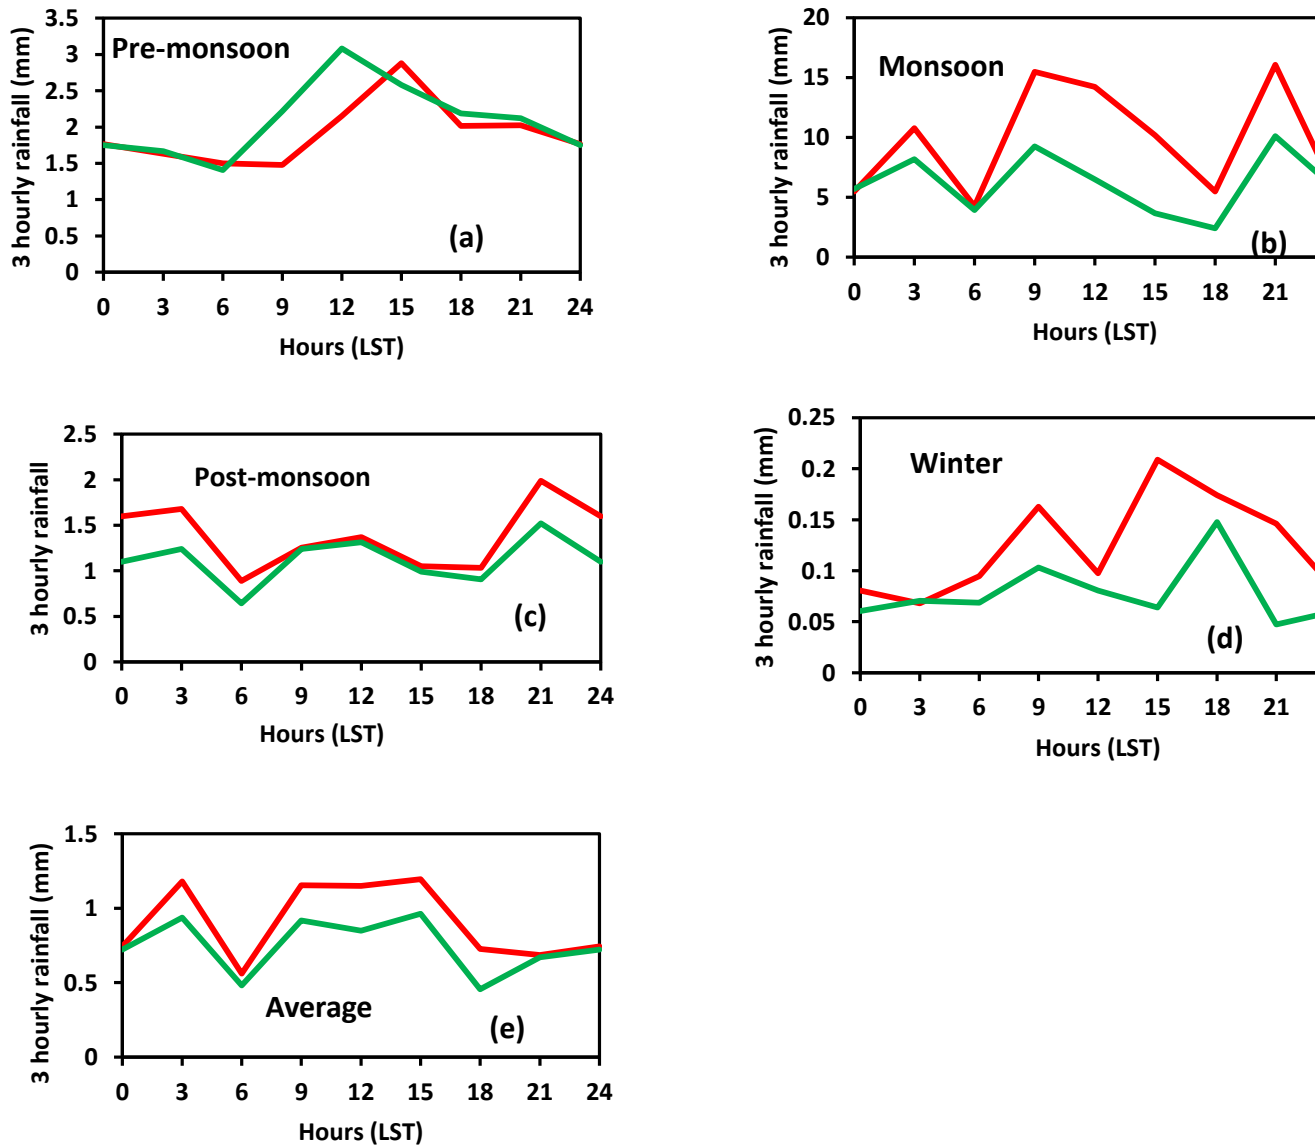 3 hourly rainfall (mm)
3.5
3
2.5
2
1.5
1
0.5
0
Pre-monsoon
(a)
0 3 6 9 12 15 18 21 24
Hours (LST)
3 hourly rainfall (mm)
20
15
10
5
0
Monsoon
(b)
0 3 6 9 12 15 18 21
Hours (LST)
3 hourly rainfall
2.5
2
1.5
1
0.5
0
Post-monsoon
(c)
0 3 6 9 12 15 18 21 24
Hours (LST)
3 hourly rainfall (mm)
0.25
0.2
0.15
0.1
0.05
0
Winter
(d)
0 3 6 9 12 15 18 21
Hours (LST)
3 hourly rainfall (mm)
1.5
1
0.5
0
Average
(e)
0 3 6 9 12 15 18 21 24
Hours (LST)